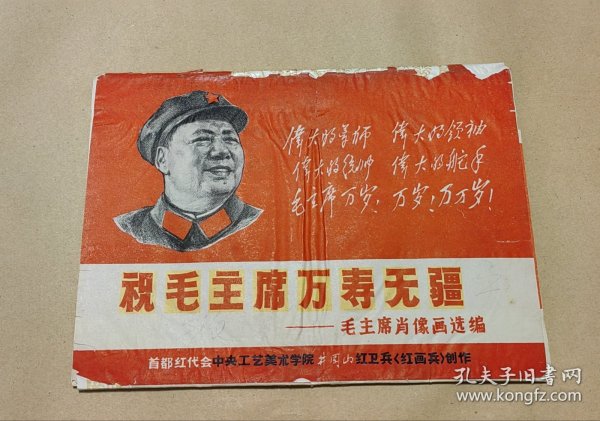 伟大的导师 伟大的领袖
伟大的统帅 伟大的舵手
毛主席万岁！万岁！万万岁！
祝毛主席万寿无疆
——毛主席肖像画选编
首都红代会中央工艺美术学院井冈山红卫兵〈红画兵〉创作
孔夫子旧书网
www.kongfz.com